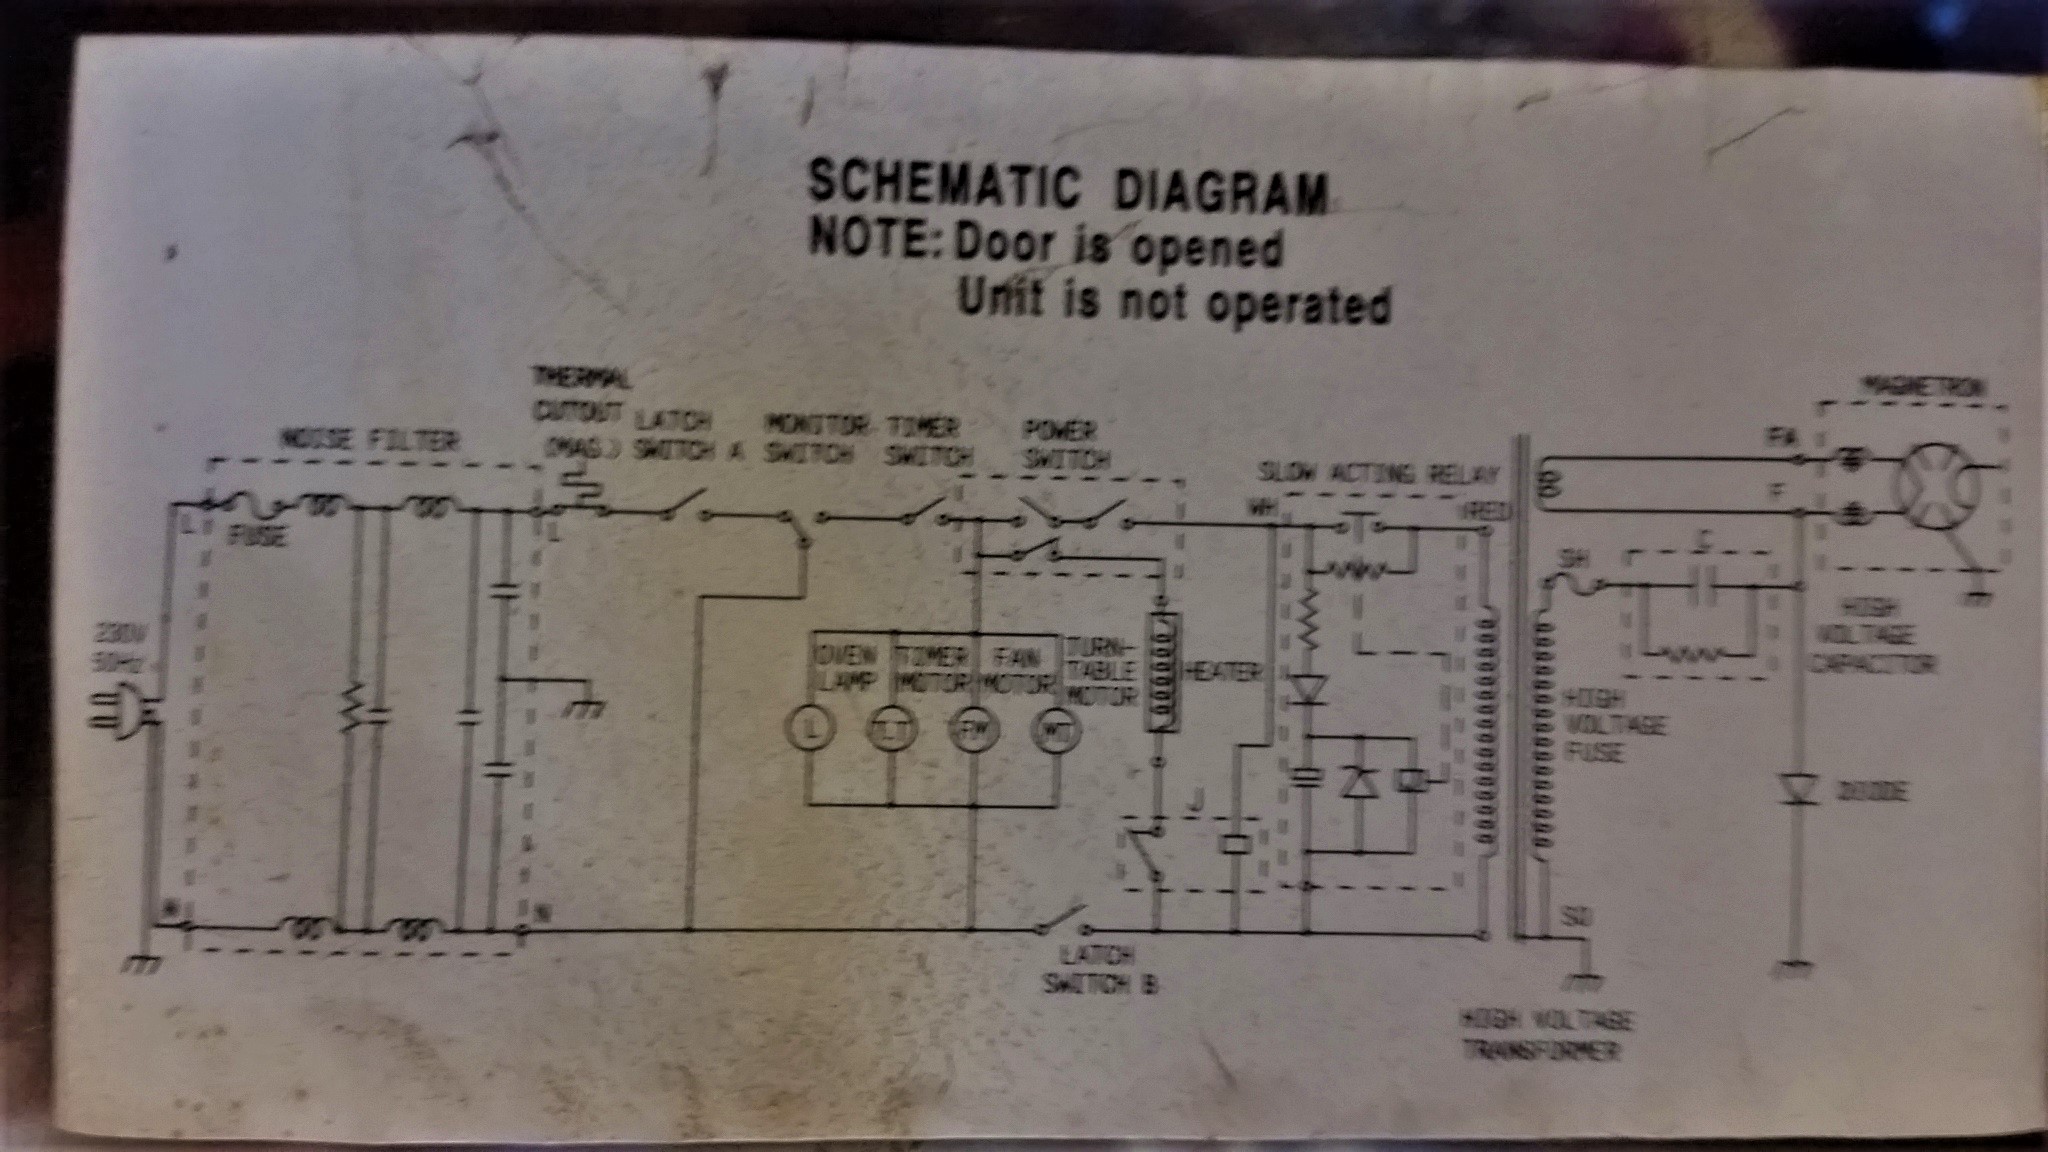 SCHEMATIC DIAGRAM
NOTE: Door is opened
Unit is not operated
THERMAL
CUTOUT
(MAG.)
LATCH
SWITCH A
MONITOR
SWITCH
TIMER
SWITCH
POWER
SWITCH
NOISE FILTER
SLOW ACTING RELAY
MAGNETRON
FA
F
L
FUSE
L
WH
RED
SH
C
HIGH
VOLTAGE
CAPACITOR
230V
50Hz
OVEN
LAMP
TIMER
MOTOR
FAN
MOTOR
TURN-
TABLE
MOTOR
HEATER
HIGH
VOLTAGE
FUSE
L
FM
J
DIODE
N
N
SD
LATCH
SWITCH B
HIGH VOLTAGE
TRANSFORMER